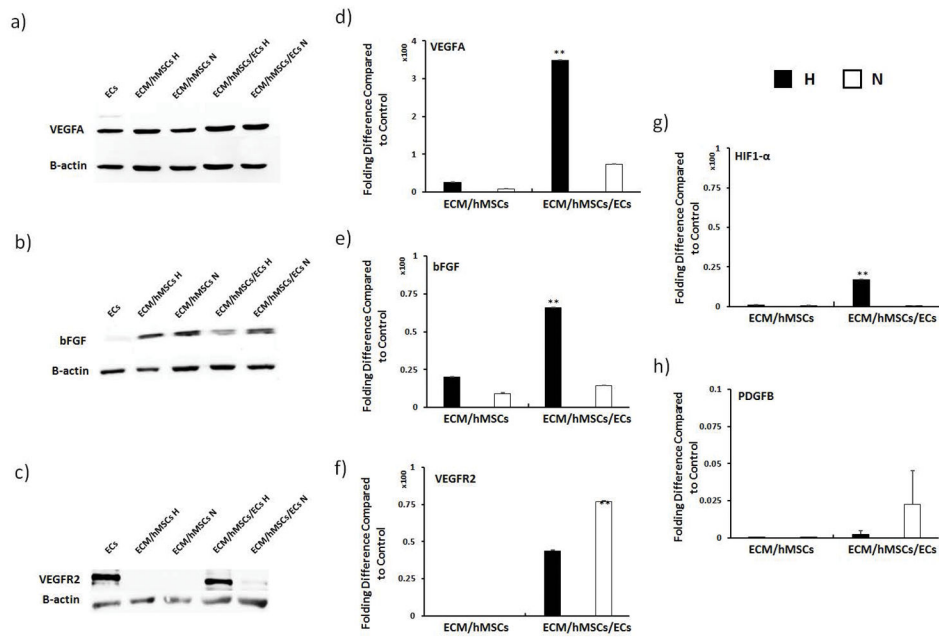 a)
ECs
ECM/hMSCs H
ECM/hMSCs N
ECM/hMSCs/ECs H
ECM/hMSCs/ECs N
VEGFA
B-actin
b)
ECs
ECM/hMSCs H
ECM/hMSCs N
ECM/hMSCs/ECs H
ECM/hMSCs/ECs N
bFGF
B-actin
c)
ECs
ECM/hMSCs H
ECM/hMSCs N
ECM/hMSCs/ECs H
ECM/hMSCs/ECs N
VEGFR2
B-actin
d)
VEGFA
Folding Difference Compared
to Control
x100
4
3
2
1
0
**
ECM/hMSCs
ECM/hMSCs/ECs
e)
bFGF
Folding Difference Compared
to Control
x100
1
0.75
0.5
0.25
0
**
ECM/hMSCs
ECM/hMSCs/ECs
f)
VEGFR2
Folding Difference Compared
to Control
x100
1
0.75
0.5
0.25
0
**
ECM/hMSCs
ECM/hMSCs/ECs
H
N
g)
HIF1-α
Folding Difference Compared
to Control
x100
1
0.75
0.5
0.25
0
**
ECM/hMSCs
ECM/hMSCs/ECs
h)
PDGFB
Folding Difference Compared
to Control
0.1
0.075
0.05
0.025
0
ECM/hMSCs
ECM/hMSCs/ECs